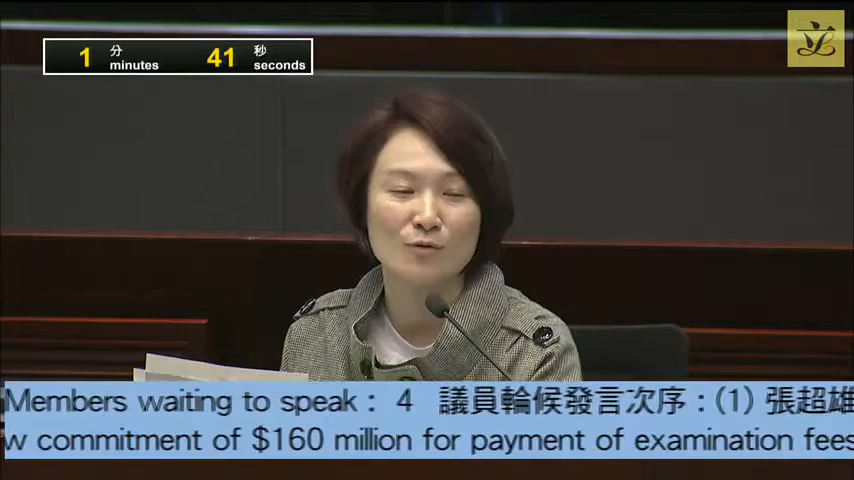 1 分 minutes 41 秒 seconds
Members waiting to speak : 4 議員輪候發言次序 : (1) 張超雄
w commitment of $160 million for payment of examination fees